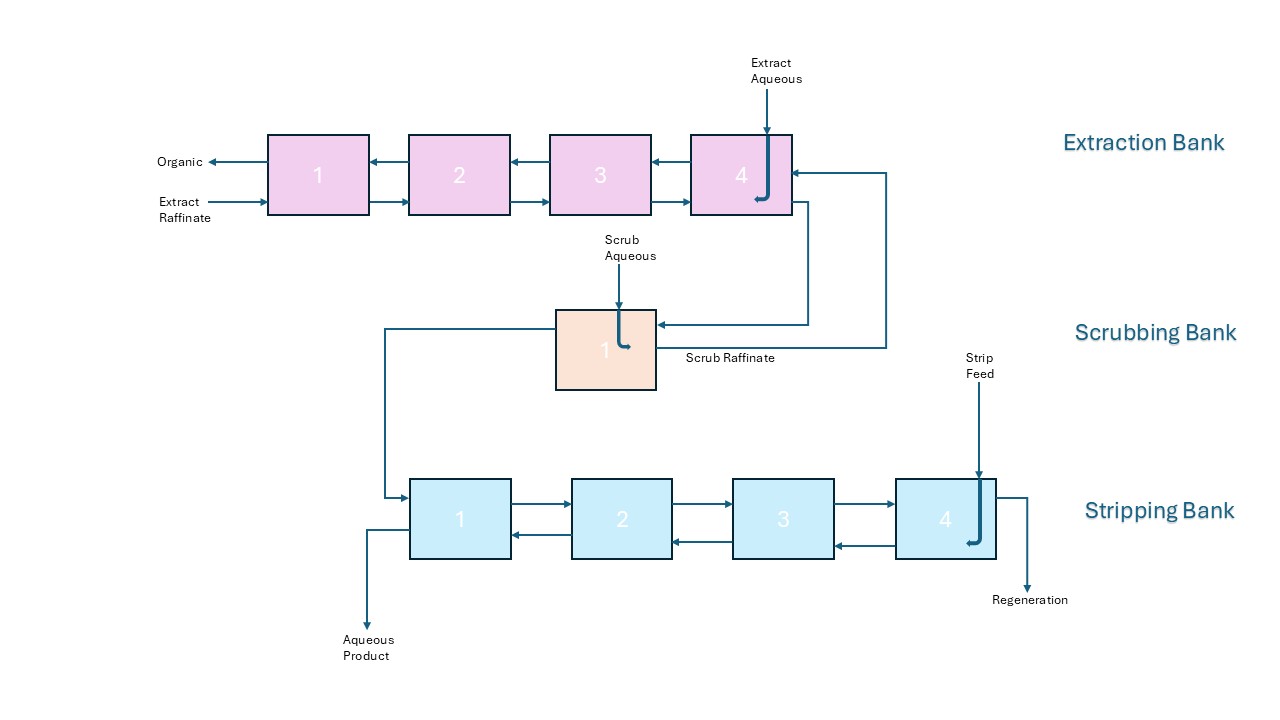 Extract
Aqueous
Extraction Bank
Organic
1
2
3
4
Extract
Raffinate
Scrub
Aqueous
Scrubbing Bank
1
Scrub Raffinate
Strip
Feed
Stripping Bank
1
2
3
4
Regeneration
Aqueous
Product